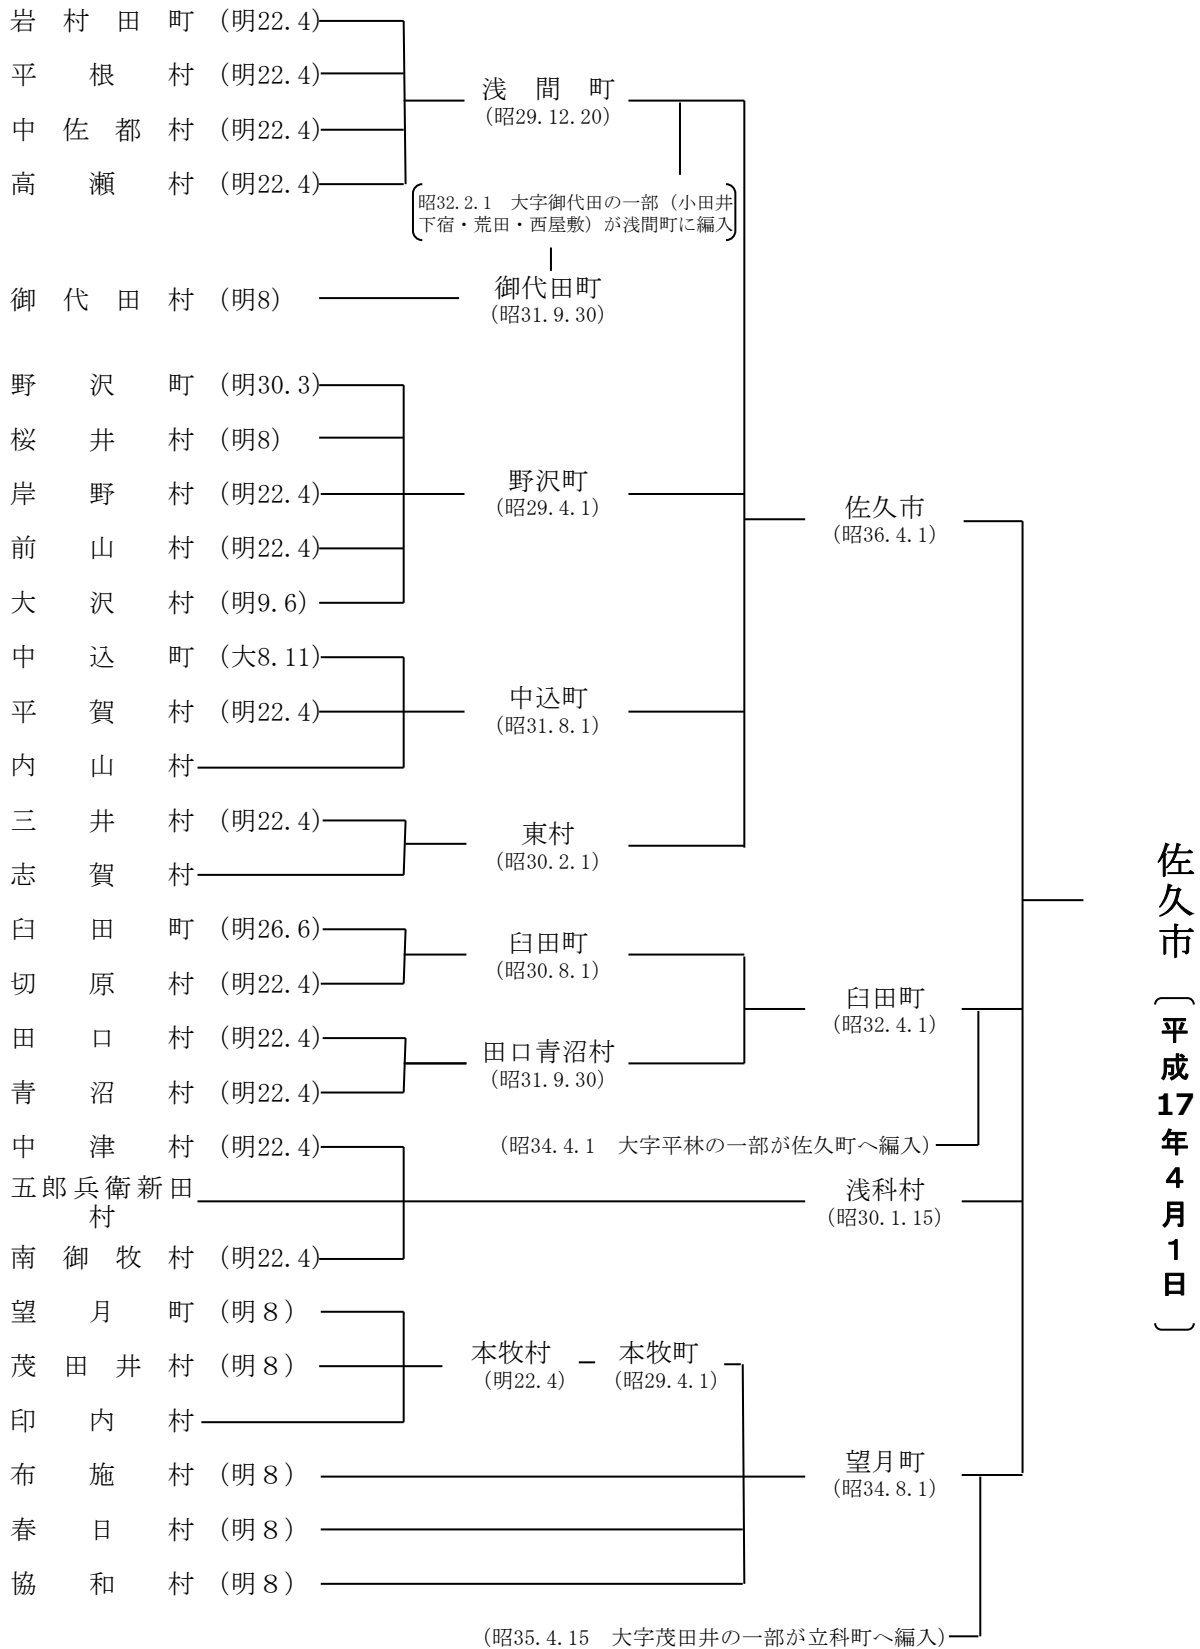 岩村田町 (明22.4)
平根村 (明22.4)
中佐都村 (明22.4)
高瀬村 (明22.4)
浅間町
(昭29.12.20)
昭32.2.1　大字御代田の一部（小田井
下宿・荒田・西屋敷）が浅間町に編入
御代田村 (明8)
御代田町
(昭31.9.30)
野沢町 (明30.3)
桜井村 (明8)
岸野村 (明22.4)
前山村 (明22.4)
大沢村 (明9.6)
野沢町
(昭29.4.1)
中込町 (大8.11)
平賀村 (明22.4)
内山村
中込町
(昭31.8.1)
三井村 (明22.4)
志賀村
東村
(昭30.2.1)
佐久市
(昭36.4.1)
臼田町 (明26.6)
切原村 (明22.4)
臼田町
(昭30.8.1)
田口村 (明22.4)
青沼村 (明22.4)
田口青沼村
(昭31.9.30)
臼田町
(昭32.4.1)
(昭34.4.1　大字平林の一部が佐久町へ編入)
中津村 (明22.4)
五郎兵衛新田
村
南御牧村 (明22.4)
浅科村
(昭30.1.15)
望月町 (明８)
茂田井村 (明８)
印内村
本牧村
(明22.4)
本牧町
(昭29.4.1)
布施村 (明８)
春日村 (明８)
協和村 (明８)
望月町
(昭34.8.1)
(昭35.4.15　大字茂田井の一部が立科町へ編入)
佐久市〔平成17年４月１日〕